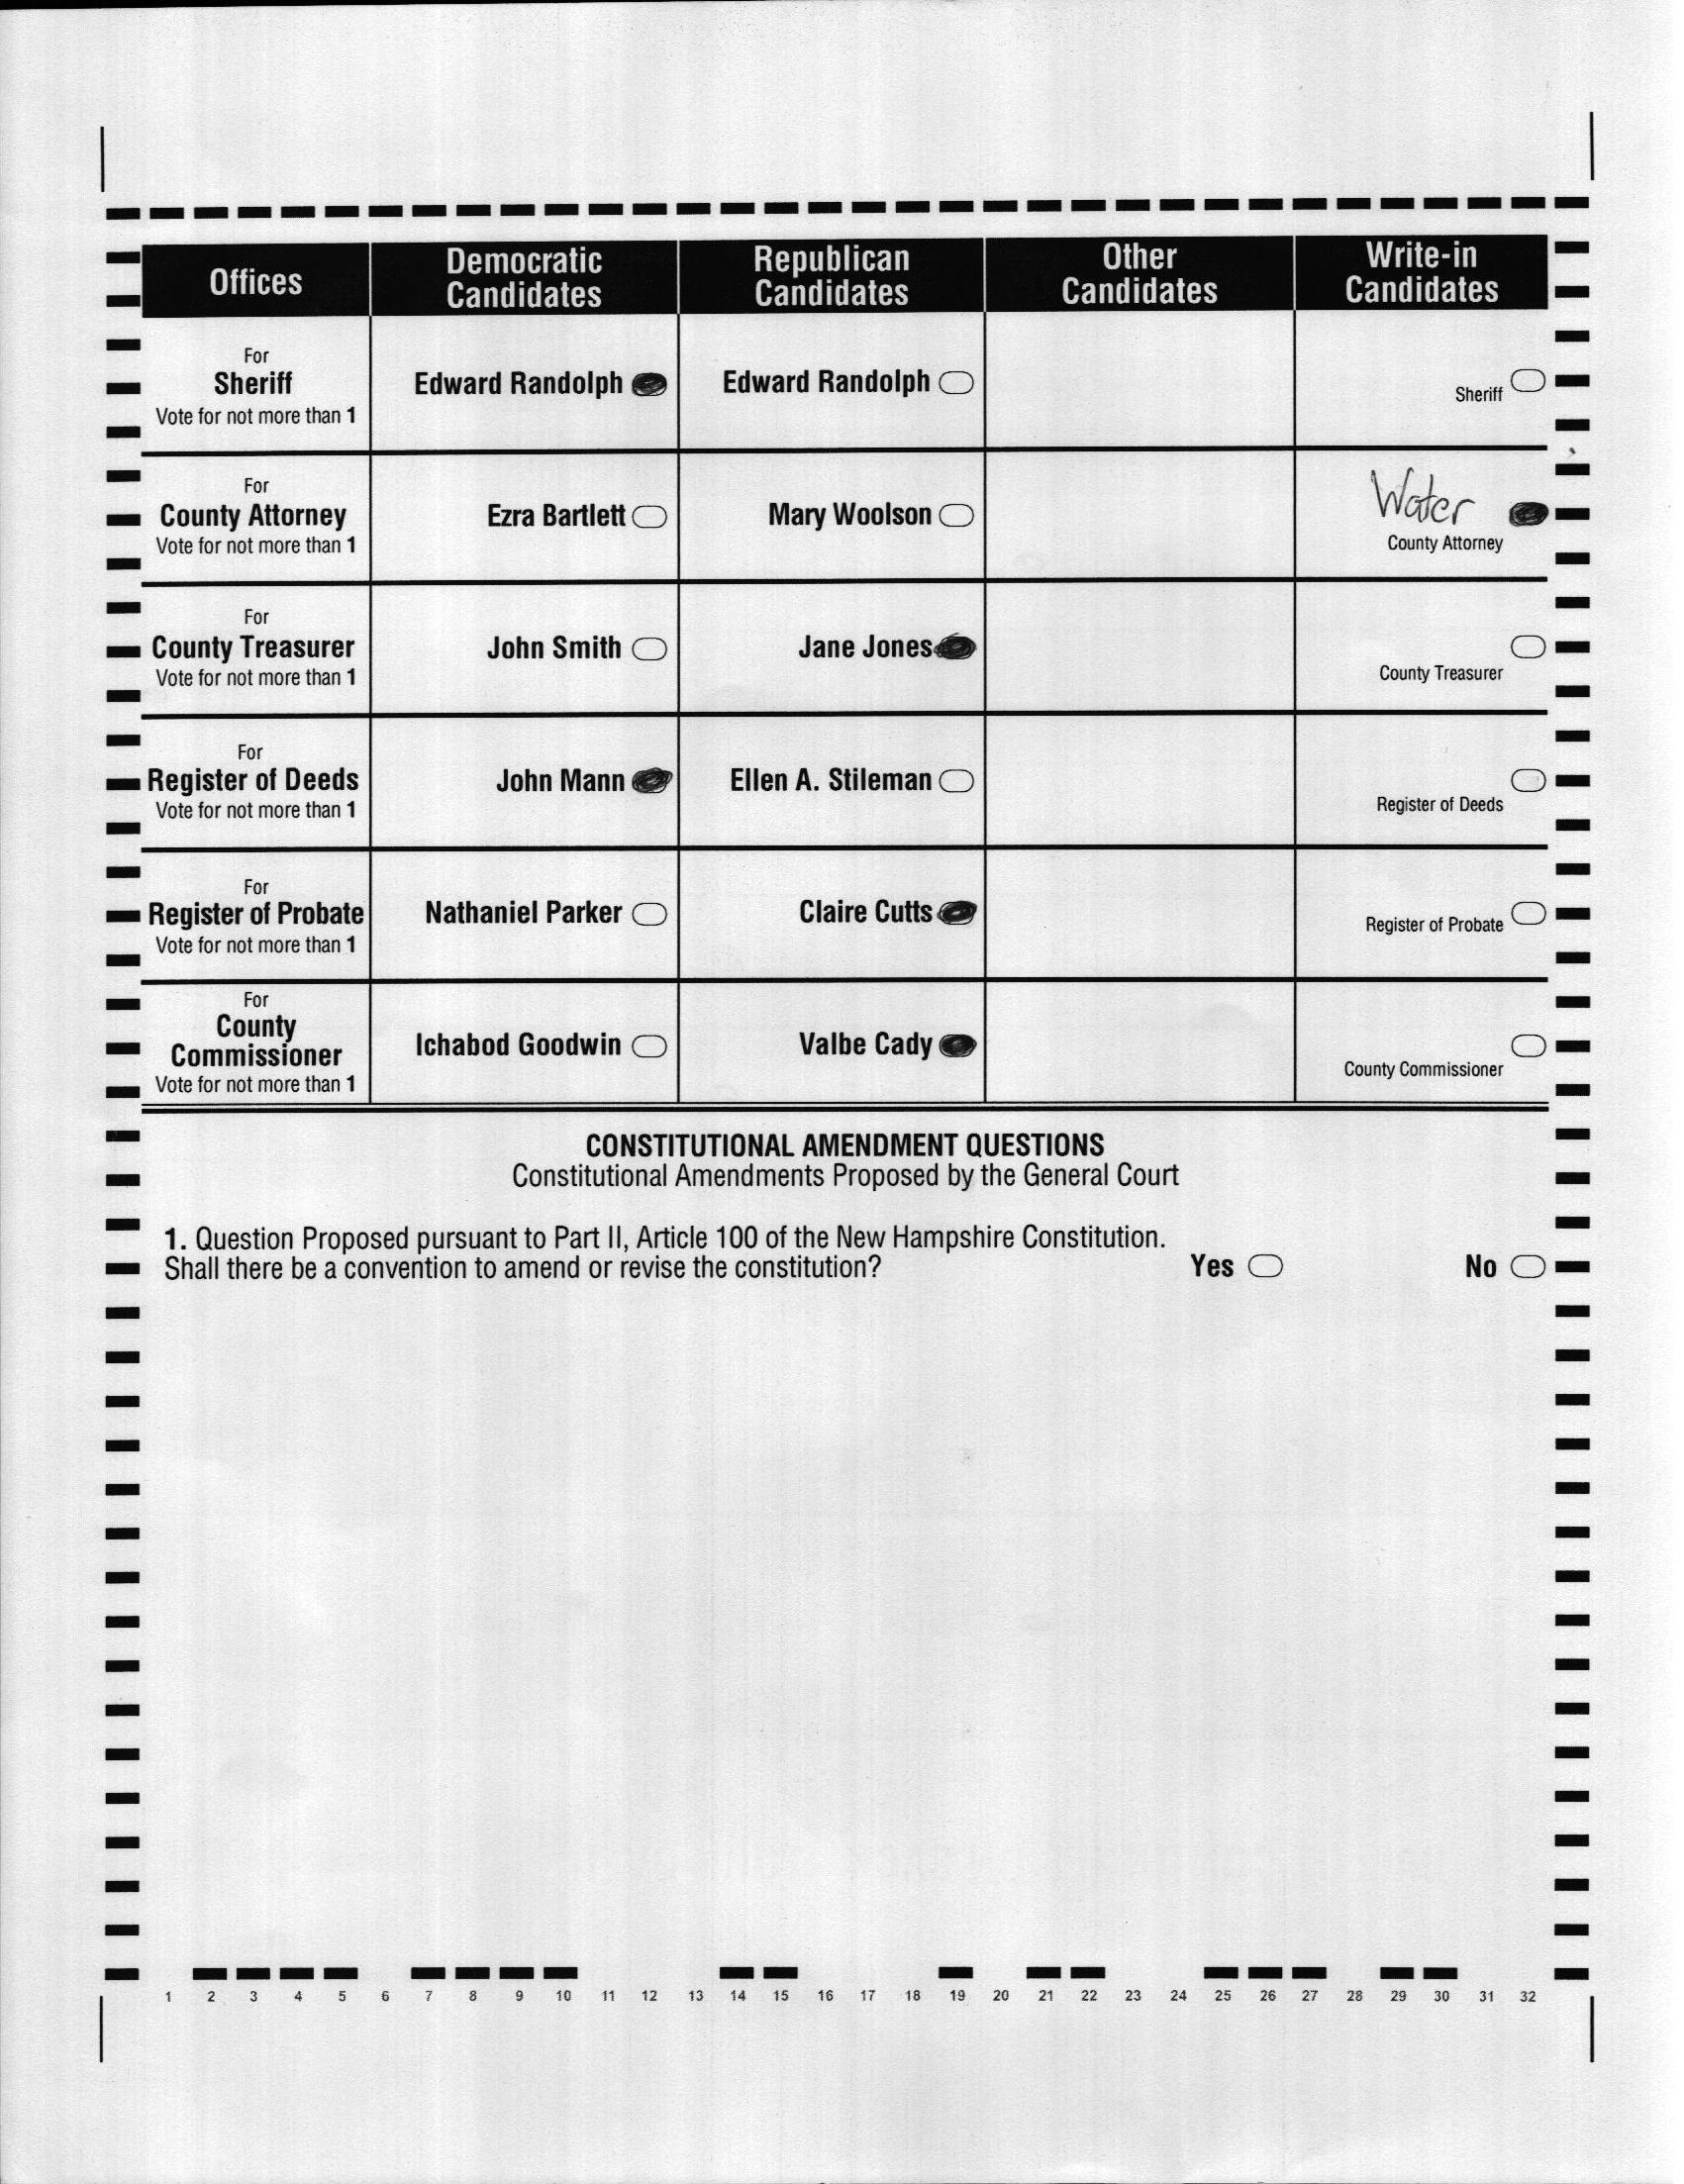 Offices
Democratic Candidates
Republican Candidates
Other Candidates
Write-in Candidates
For
Sheriff
Vote for not more than 1
Edward Randolph
Edward Randolph
Sheriff
For
County Attorney
Vote for not more than 1
Ezra Bartlett
Mary Woolson
Water
County Attorney
For
County Treasurer
Vote for not more than 1
John Smith
Jane Jones
County Treasurer
For
Register of Deeds
Vote for not more than 1
John Mann
Ellen A. Stileman
Register of Deeds
For
Register of Probate
Vote for not more than 1
Nathaniel Parker
Claire Cutts
Register of Probate
For
County
Commissioner
Vote for not more than 1
Ichabod Goodwin
Valbe Cady
County Commissioner
CONSTITUTIONAL AMENDMENT QUESTIONS
Constitutional Amendments Proposed by the General Court
1. Question Proposed pursuant to Part II, Article 100 of the New Hampshire Constitution.
Shall there be a convention to amend or revise the constitution? Yes No
1 2 3 4 5 6 7 8 9 10 11 12 13 14 15 16 17 18 19 20 21 22 23 24 25 26 27 28 29 30 31 32